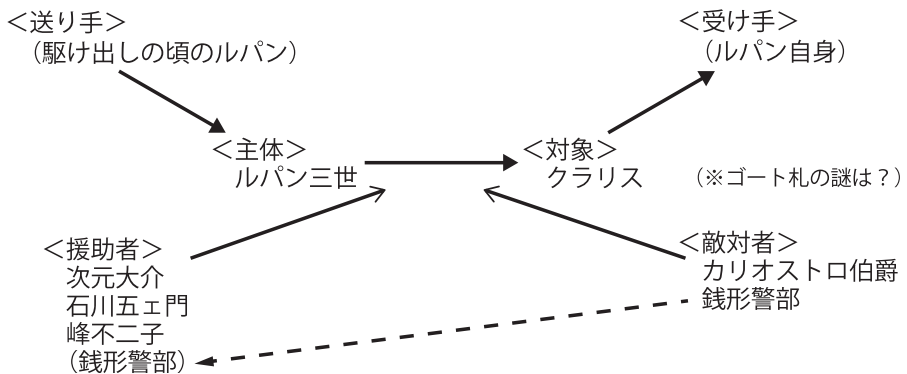 ＜送り手＞
（駆け出しの頃のルパン）
＜受け手＞
（ルパン自身）
＜主体＞
ルパン三世
＜対象＞
クラリス
（※ゴート札の謎は？）
＜援助者＞
次元大介
石川五ェ門
峰不二子
（銭形警部）
＜敵対者＞
カリオストロ伯爵
銭形警部